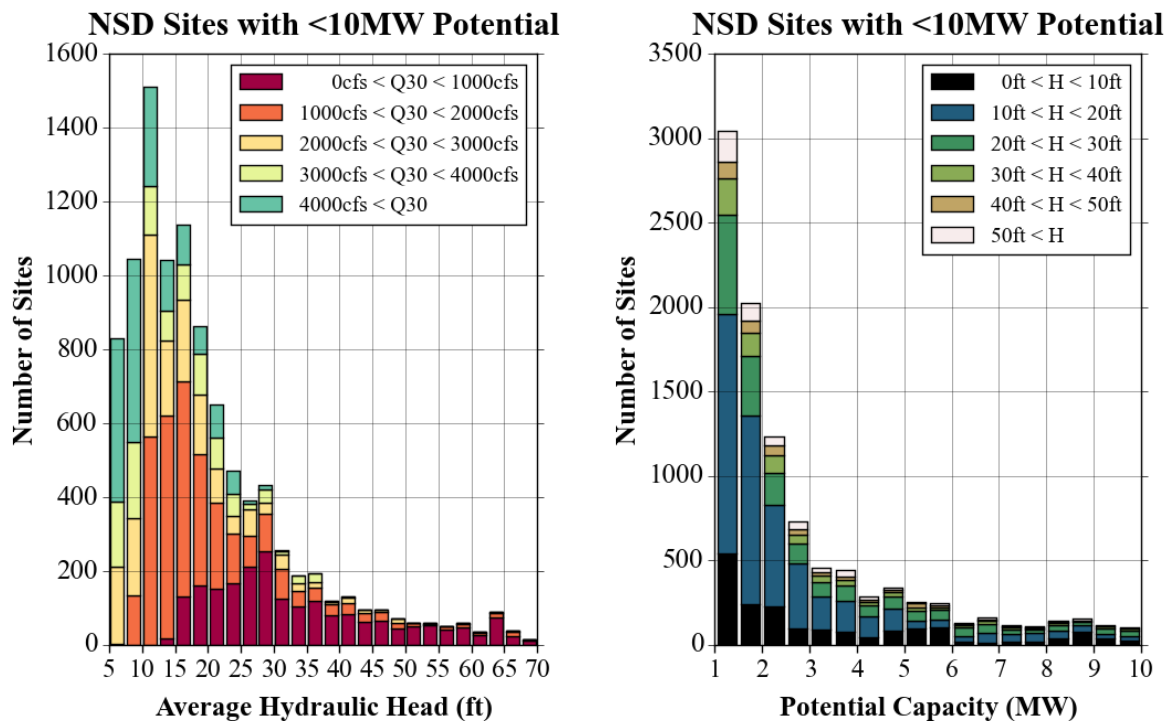 NSD Sites with <10MW Potential
1600
1400
1200
1000
800
600
400
200
0
Number of Sites
0cfs < Q30 < 1000cfs
1000cfs < Q30 < 2000cfs
2000cfs < Q30 < 3000cfs
3000cfs < Q30 < 4000cfs
4000cfs < Q30
5 10 15 20 25 30 35 40 45 50 55 60 65 70
Average Hydraulic Head (ft)
NSD Sites with <10MW Potential
3500
3000
2500
2000
1500
1000
500
0
Number of Sites
0ft < H < 10ft
10ft < H < 20ft
20ft < H < 30ft
30ft < H < 40ft
40ft < H < 50ft
50ft < H
1 2 3 4 5 6 7 8 9 10
Potential Capacity (MW)